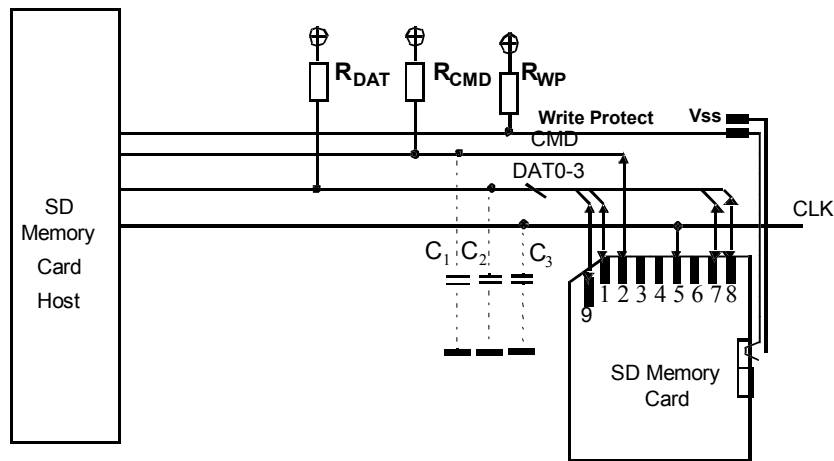 R_DAT R_CMD R_WP
Write Protect Vss
CMD
DAT0-3
CLK
SD
Memory
Card
Host
C₁ C₂ C₃
1 2 3 4 5 6 7 8
9
SD Memory
Card